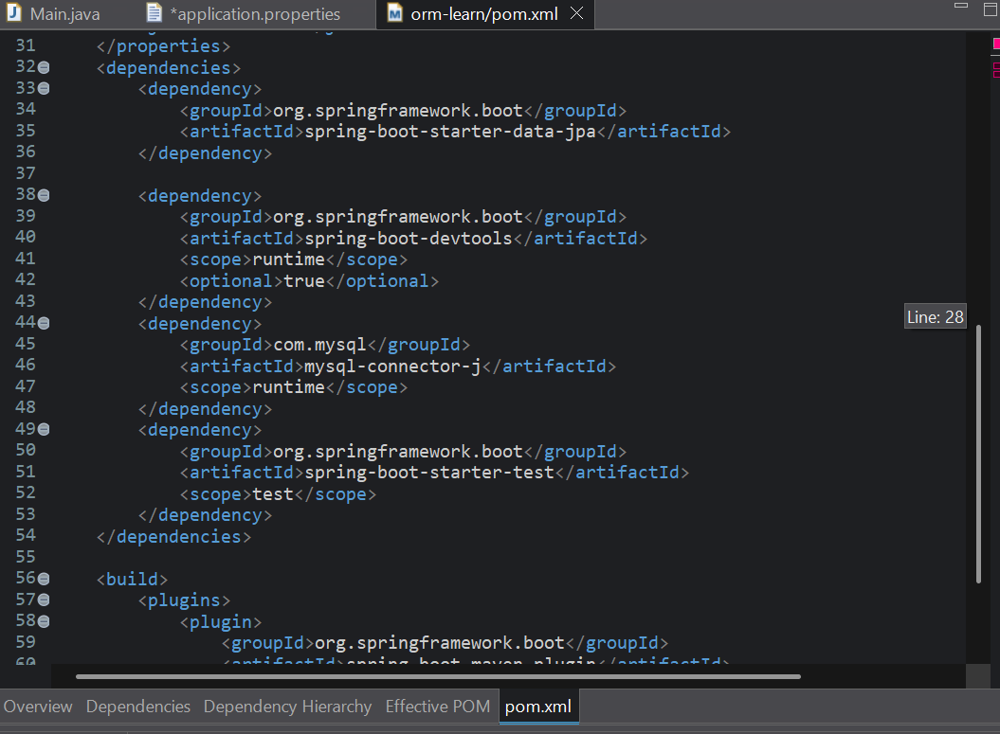 Main.java
*application.properties
orm-learn/pom.xml
31 </properties>
32 <dependencies>
33 <dependency>
34 <groupId>org.springframework.boot</groupId>
35 <artifactId>spring-boot-starter-data-jpa</artifactId>
36 </dependency>
37
38 <dependency>
39 <groupId>org.springframework.boot</groupId>
40 <artifactId>spring-boot-devtools</artifactId>
41 <scope>runtime</scope>
42 <optional>true</optional>
43 </dependency>
44 <dependency>
45 <groupId>com.mysql</groupId>
46 <artifactId>mysql-connector-j</artifactId>
47 <scope>runtime</scope>
48 </dependency>
49 <dependency>
50 <groupId>org.springframework.boot</groupId>
51 <artifactId>spring-boot-starter-test</artifactId>
52 <scope>test</scope>
53 </dependency>
54 </dependencies>
55
56 <build>
57 <plugins>
58 <plugin>
59 <groupId>org.springframework.boot</groupId>
60 <artifactId>spring-boot-maven-plugin</artifactId>
Line: 28
Overview Dependencies Dependency Hierarchy Effective POM pom.xml